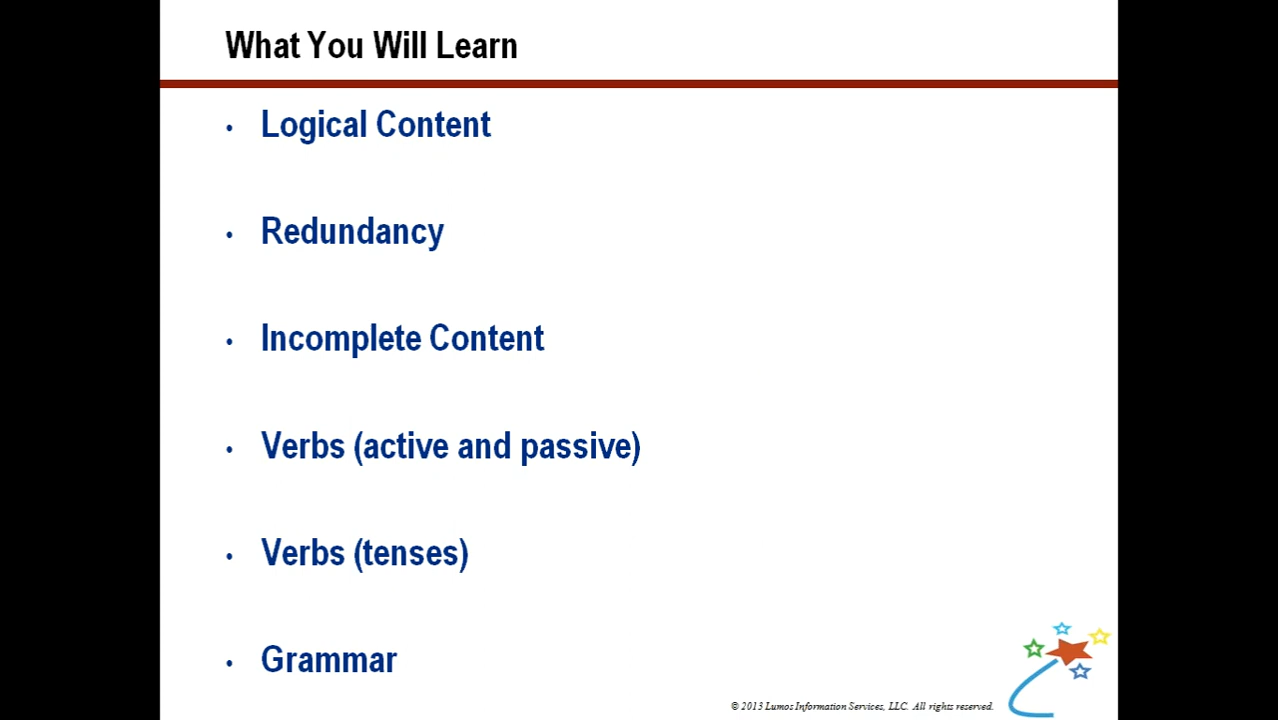 What You Will Learn
• Logical Content
• Redundancy
• Incomplete Content
• Verbs (active and passive)
• Verbs (tenses)
• Grammar
© 2013 Lumos Information Services, LLC. All rights reserved.